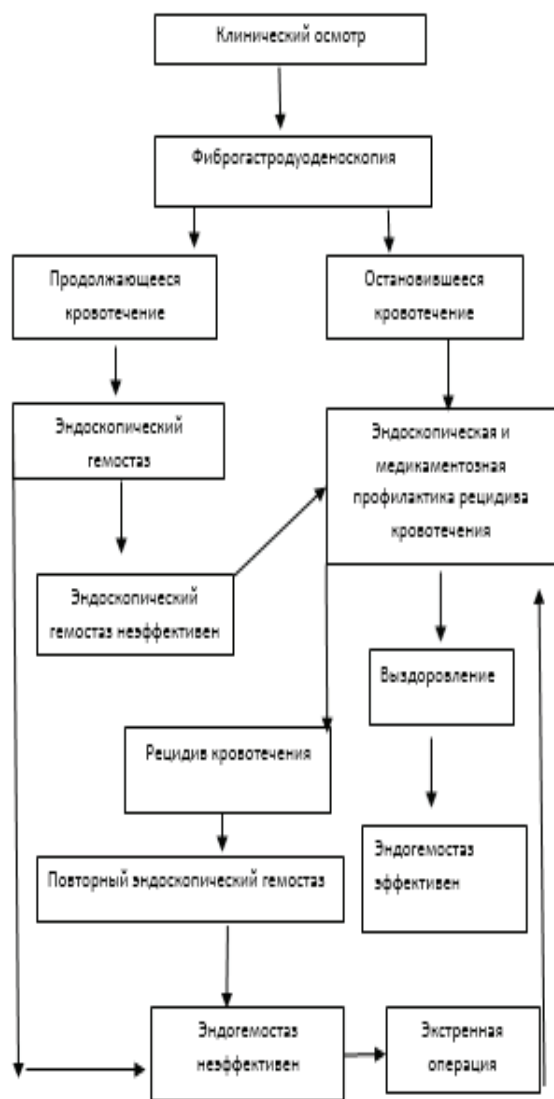 Клинический осмотр
Фиброгастродуоденоскопия
Продолжающееся
кровотечение
Остановившееся
кровотечение
Эндоскопический
гемостаз
Эндоскопическая и
медикаментозная
профилактика рецидива
кровотечения
Эндоскопический
гемостаз неэффективен
Выздоровление
Рецидив кровотечения
Эндогемостаз
эффективен
Повторный эндоскопический гемостаз
Эндогемостаз
неэффективен
Экстренная
операция